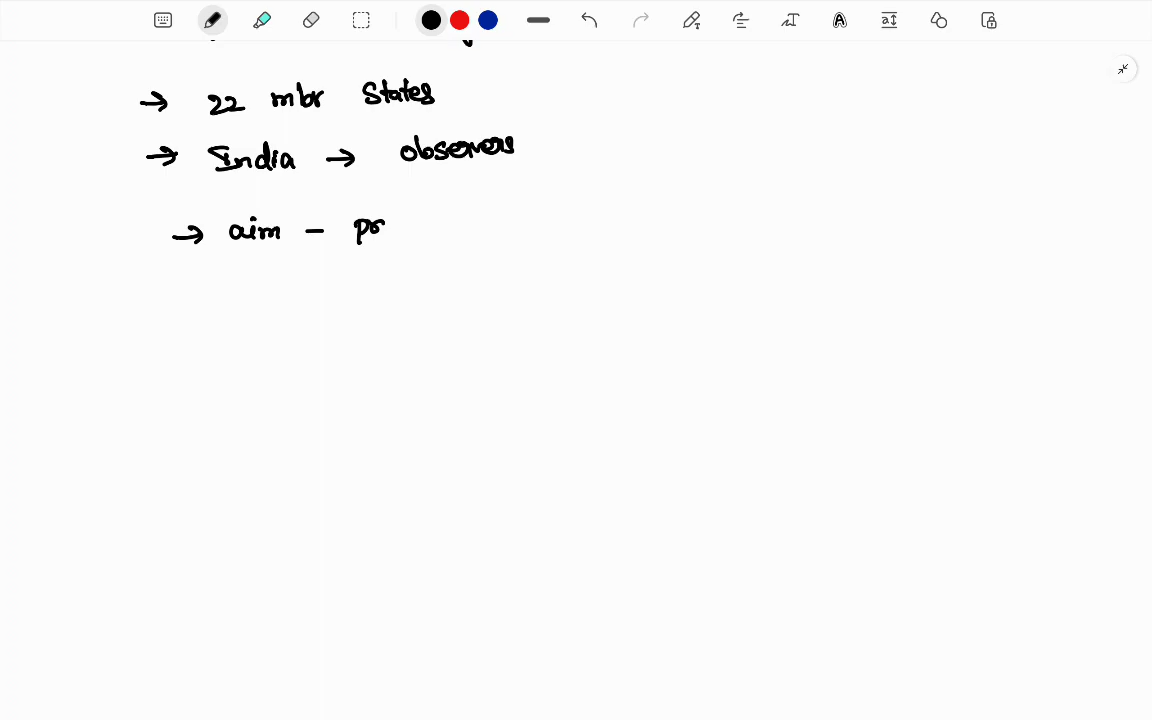 → 22 mbr States
→ India → observers
→ aim - pr